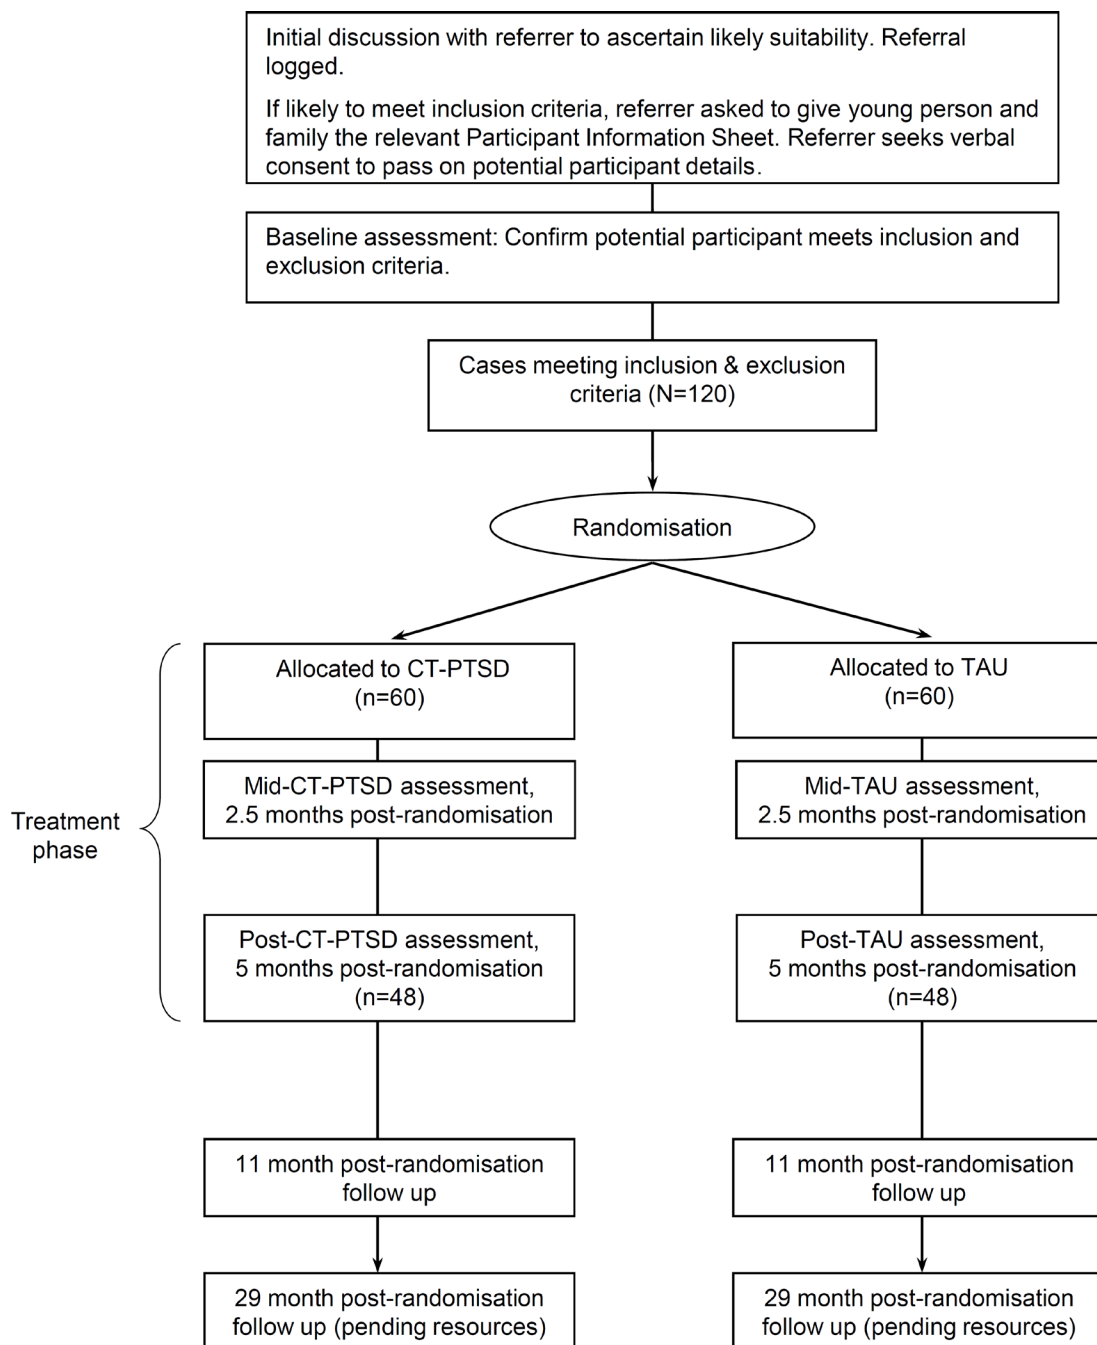 Initial discussion with referrer to ascertain likely suitability. Referral
logged.
If likely to meet inclusion criteria, referrer asked to give young person and
family the relevant Participant Information Sheet. Referrer seeks verbal
consent to pass on potential participant details.
Baseline assessment: Confirm potential participant meets inclusion and
exclusion criteria.
Cases meeting inclusion & exclusion
criteria (N=120)
Randomisation
Allocated to CT-PTSD
(n=60)
Allocated to TAU
(n=60)
Treatment
phase
Mid-CT-PTSD assessment,
2.5 months post-randomisation
Mid-TAU assessment,
2.5 months post-randomisation
Post-CT-PTSD assessment,
5 months post-randomisation
(n=48)
Post-TAU assessment,
5 months post-randomisation
(n=48)
11 month post-randomisation
follow up
11 month post-randomisation
follow up
29 month post-randomisation
follow up (pending resources)
29 month post-randomisation
follow up (pending resources)